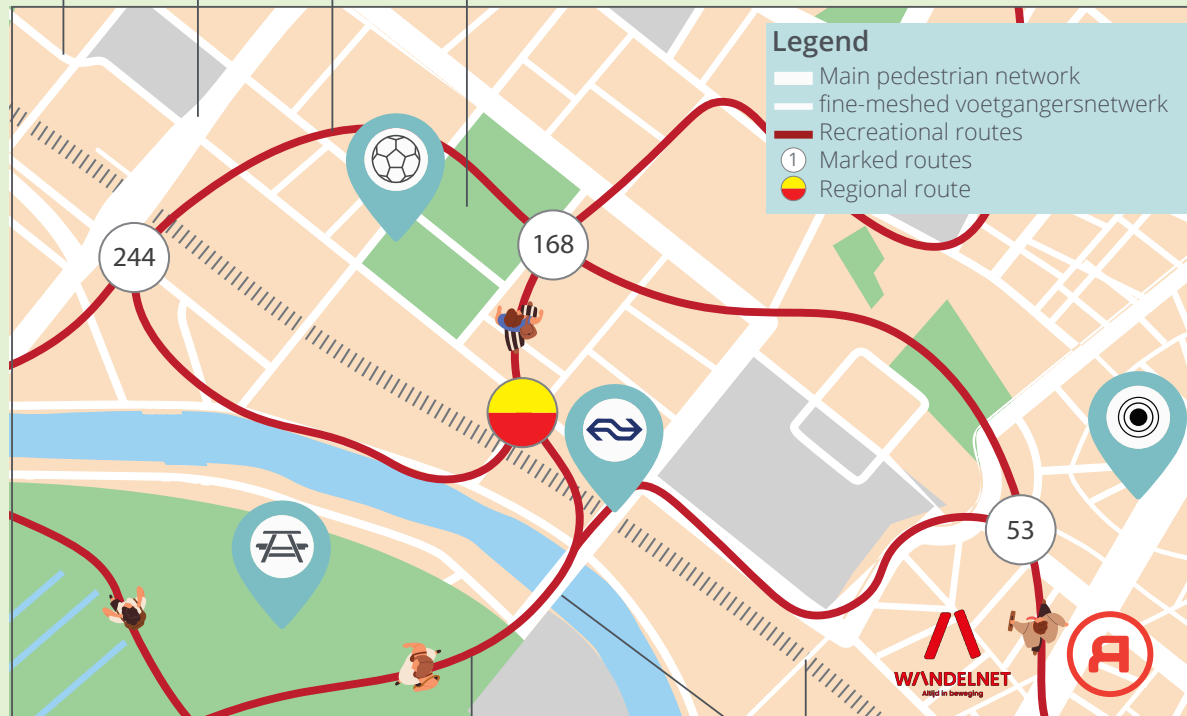 Legend
Main pedestrian network
fine-meshed voetgangersnetwerk
Recreational routes
1 Marked routes
Regional route
244
168
53
WANDELNET
Altijd in beweging